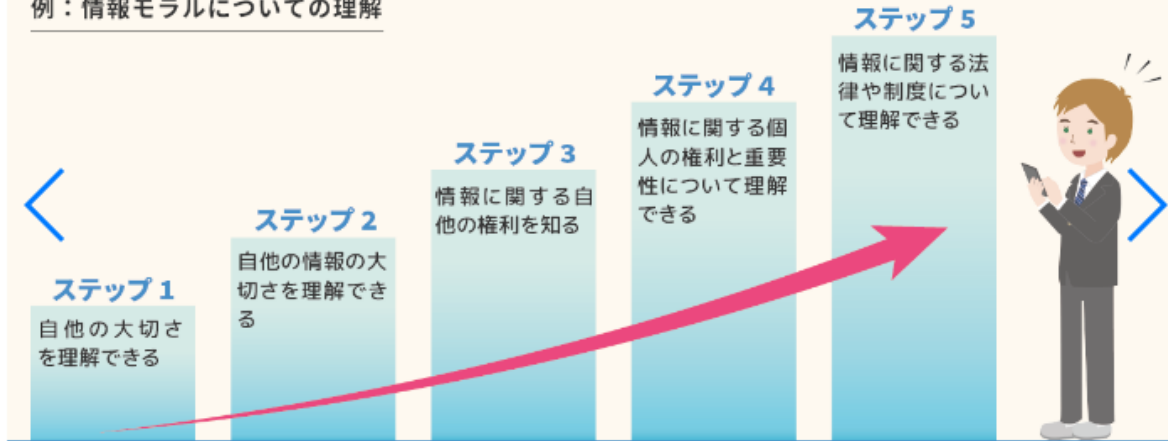 例：情報モラルについての理解
ステップ 1
自他の大切さ
を理解できる
ステップ 2
自他の情報の大
切さを理解でき
る
ステップ 3
情報に関する自
他の権利を知る
ステップ 4
情報に関する個
人の権利と重要
性について理解
できる
ステップ 5
情報に関する法
律や制度につい
て理解できる